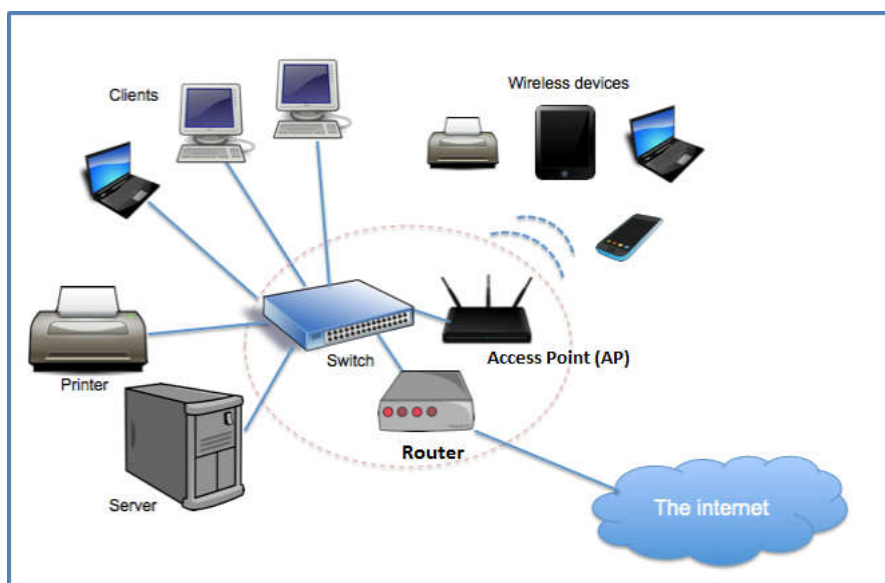 Clients
Wireless devices
Switch
Access Point (AP)
Printer
Router
Server
The internet